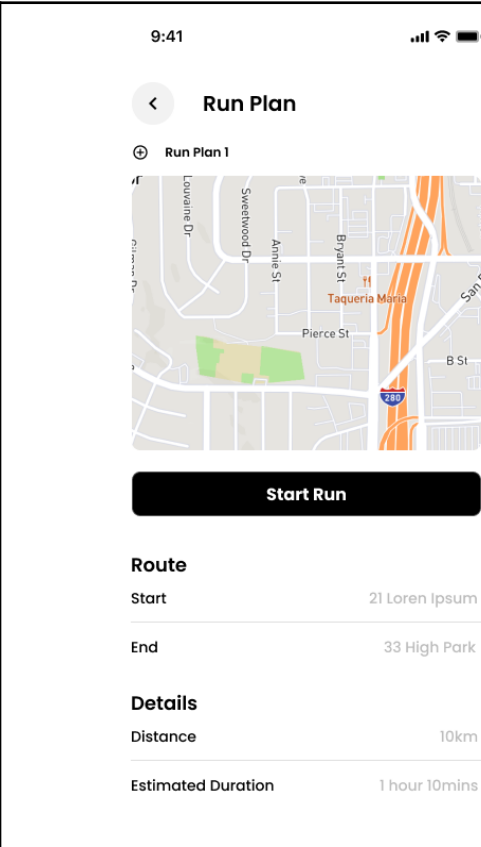 9:41
Run Plan
Run Plan 1
Louvaine Dr
Sweetwood Dr
Annie St
Bryant St
Taqueria Maria
Pierce St
San
B St
280
Start Run
Route
Start 21 Loren Ipsum
End 33 High Park
Details
Distance 10km
Estimated Duration 1 hour 10mins